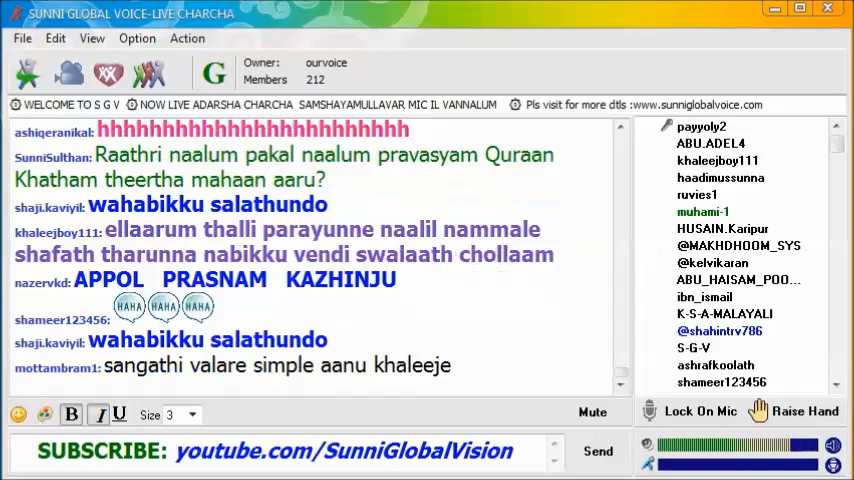 SUNNI GLOBAL VOICE-LIVE CHARCHA
File Edit View Option Action
G
Owner: ourvoice
Members 212
WELCOME TO S G V NOW LIVE ADARSHA CHARCHA SAMSHAYAMULLAVAR MIC IL VANNALUM Pls visit for more dtls :www.sunniglobalvoice.com
ashiqeranikal: hhhhhhhhhhhhhhhhhhhhhhhh
SunniSulthan: Raathri naalum pakal naalum pravasyam Quraan
Khatham theertha mahaan aaru?
shaji.kaviyil: wahabikku salathundo
khaleejboy111: ellaarum thalli parayunne naalil nammale
shafath tharunna nabikku vendi swalaath chollaam
nazervkd: APPOL PRASNAM KAZHINJU
HAHA HAHA HAHA
shameer123456:
shaji.kaviyil: wahabikku salathundo
mottambram1: sangathi valare simple aanu khaleeje
payyoly2
ABU.ADEL4
khaleejboy111
haadimussunna
ruvies1
muhami-1
HUSAIN.Karipur
@MAKHDHOOM_SYS
@kelvikaran
ABU_HAISAM_POO...
ibn_ismail
K-S-A-MALAYALI
@shahintrv786
S-G-V
ashrafkoolath
shameer123456
B I U Size 3 Mute
Lock On Mic Raise Hand
SUBSCRIBE: youtube.com/SunniGlobalVision
Send